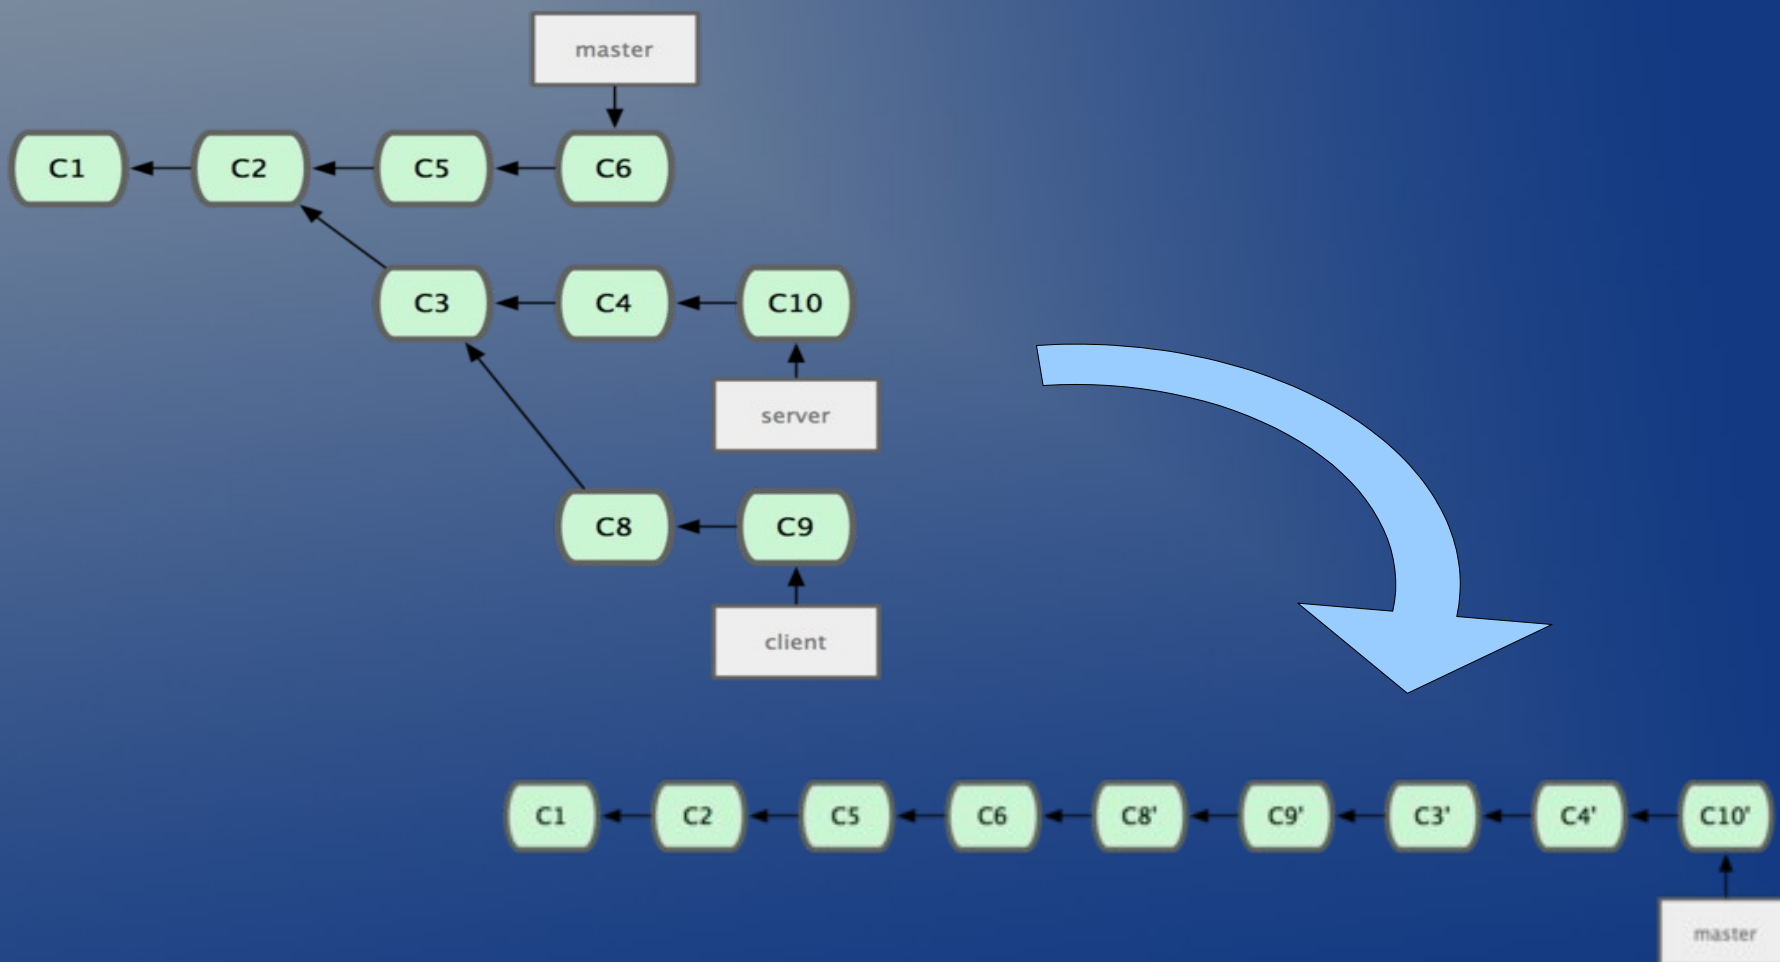 master
C1 C2 C5 C6
C3 C4 C10
server
C8 C9
client
C1 C2 C5 C6 C8' C9' C3' C4' C10'
master